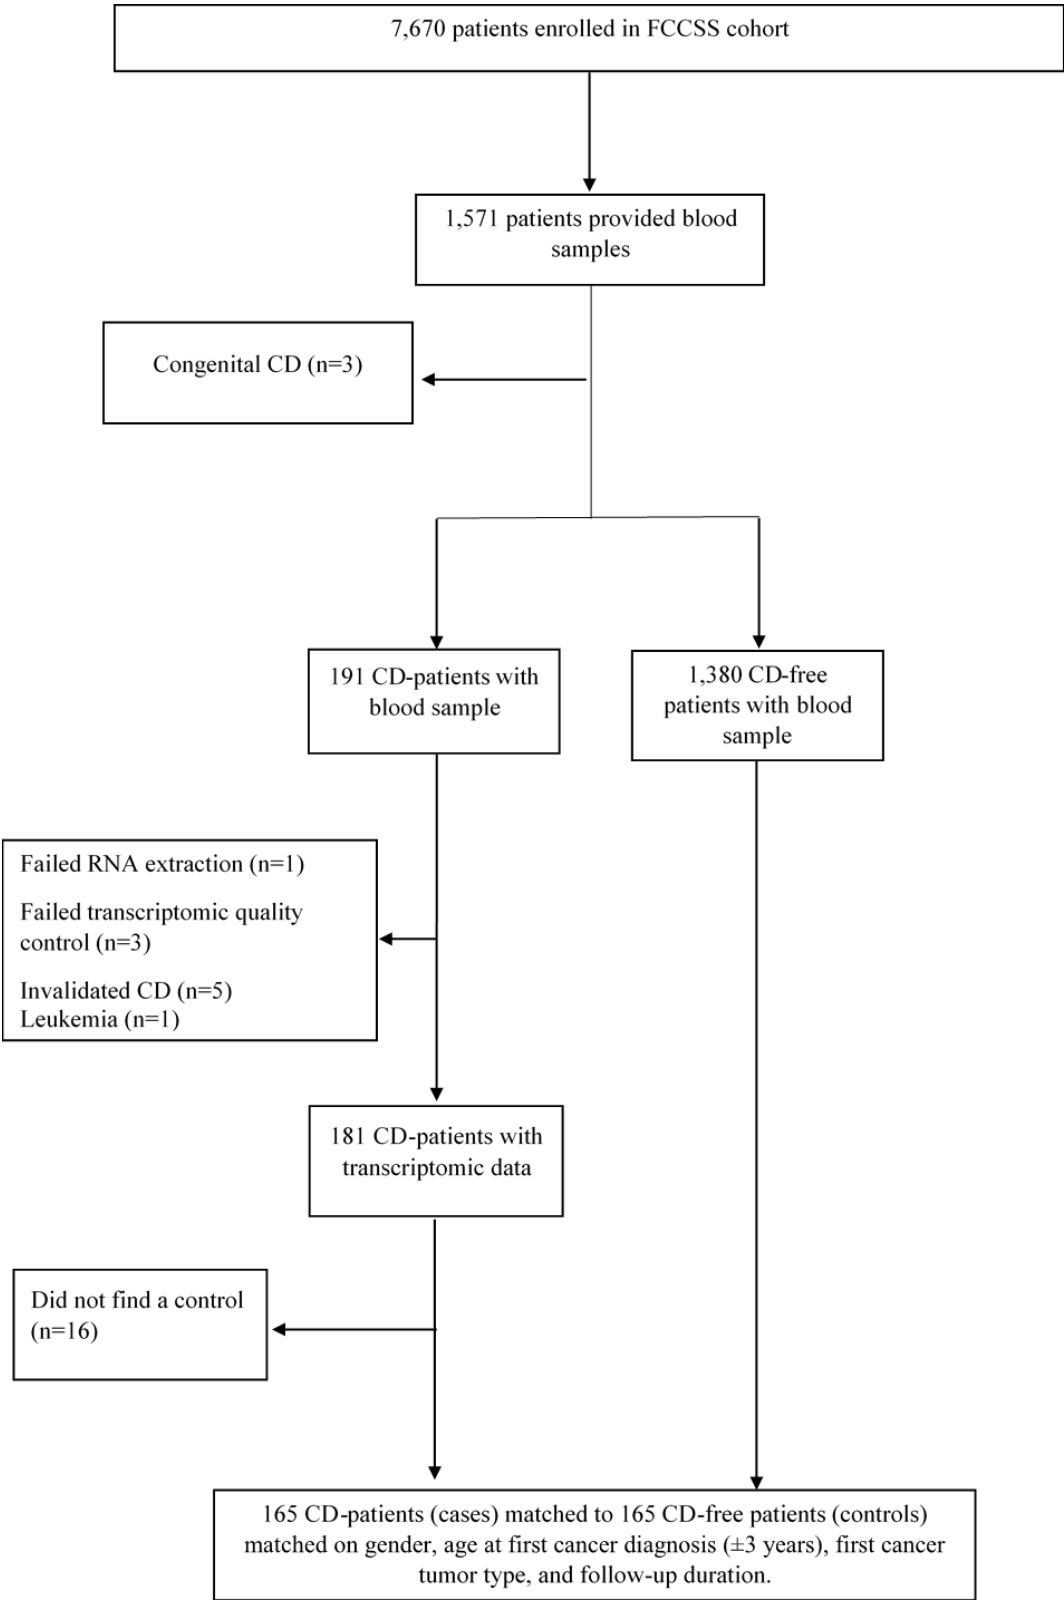 7,670 patients enrolled in FCCSS cohort
1,571 patients provided blood
samples
Congenital CD (n=3)
191 CD-patients with
blood sample
1,380 CD-free
patients with blood
sample
Failed RNA extraction (n=1)
Failed transcriptomic quality
control (n=3)
Invalidated CD (n=5)
Leukemia (n=1)
181 CD-patients with
transcriptomic data
Did not find a control
(n=16)
165 CD-patients (cases) matched to 165 CD-free patients (controls)
matched on gender, age at first cancer diagnosis (±3 years), first cancer
tumor type, and follow-up duration.